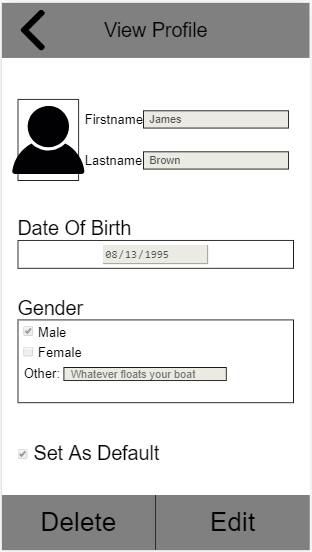 View Profile
Firstname James
Lastname Brown
Date Of Birth
08/13/1995
Gender
Male
Female
Other: Whatever floats your boat
Set As Default
Delete Edit